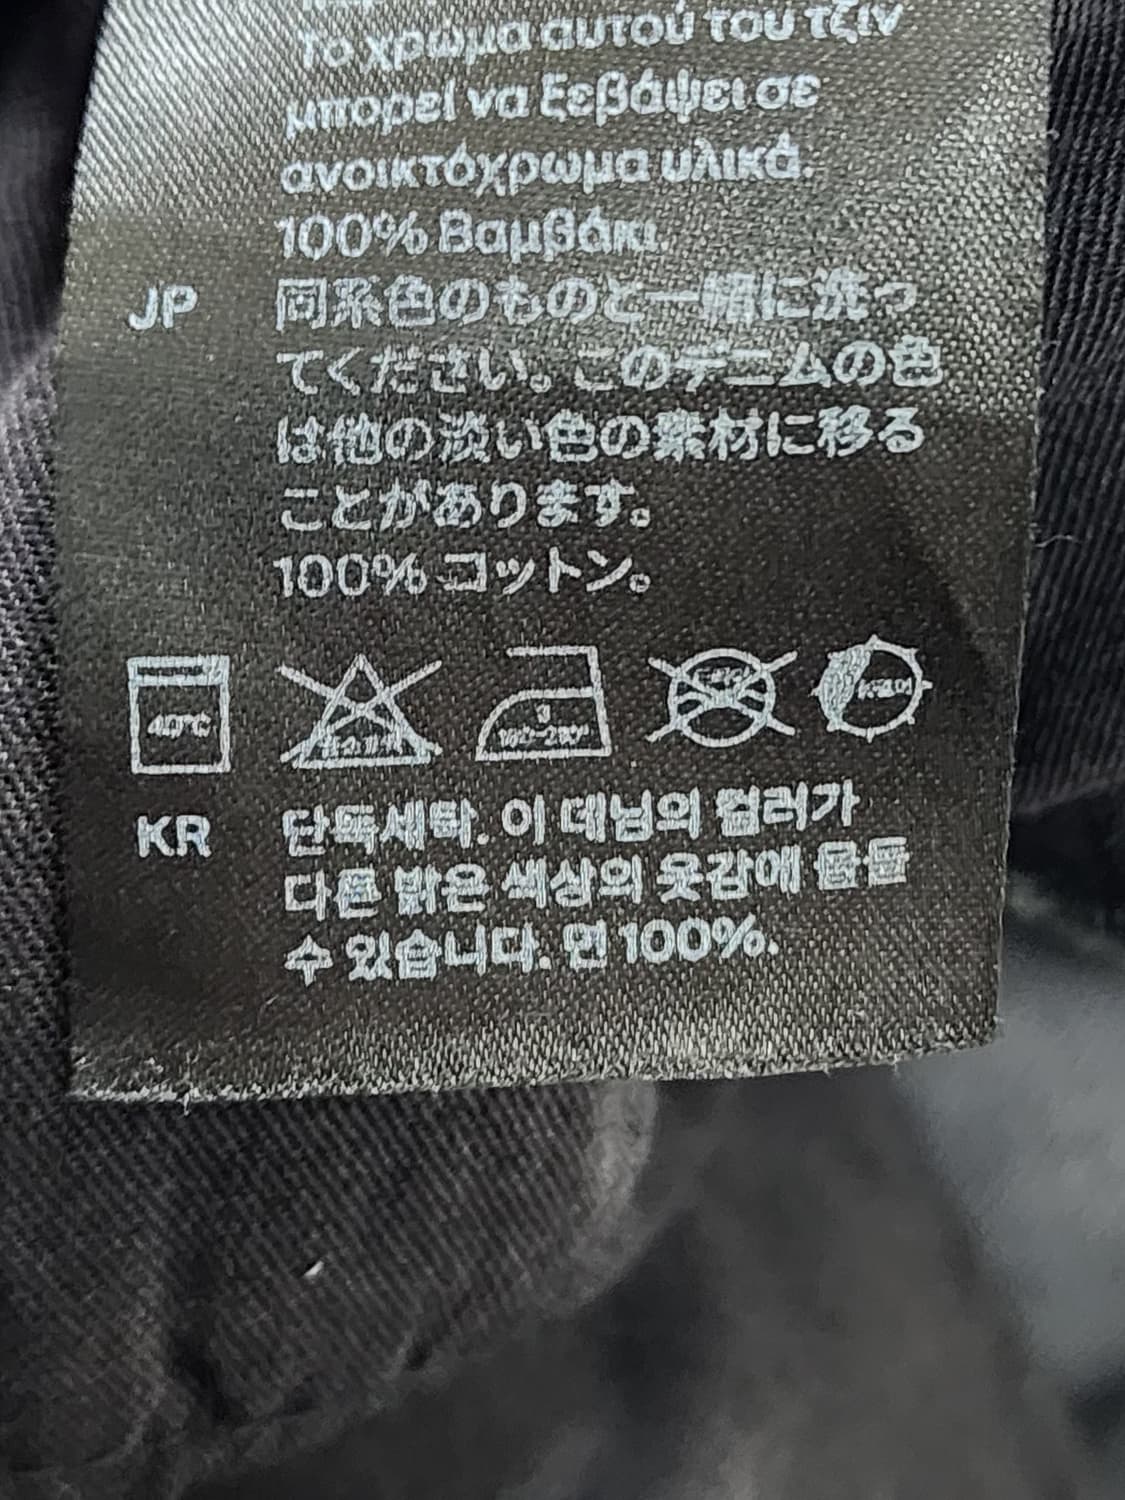 Το χρώμα αυτού του τζιν
μπορεί να ξεβάψει σε
ανοικτόχρωμα υλικά.
100% Βαμβάκι.
JP 同系色のものと一緒に洗っ
てください。このデニムの色
は他の淡い色の素材に移る
ことがあります。
100% コットン。
40℃ 3
KR 단독세탁. 이 데님의 컬러가
다른 밝은 색상의 옷감에 물들
수 있습니다. 면 100%.